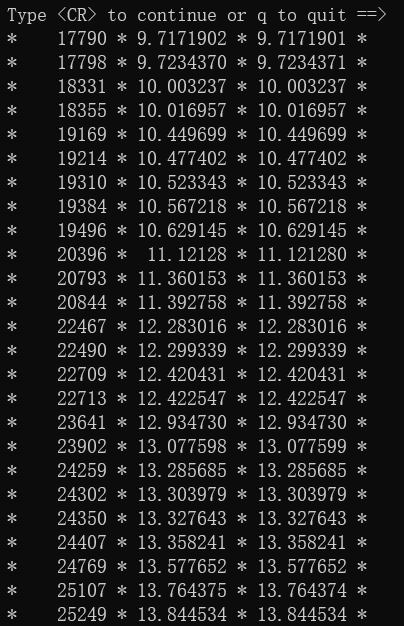 Type <CR> to continue or q to quit ==>
*    17790 * 9.7171902 * 9.7171901 *
*    17798 * 9.7234370 * 9.7234371 *
*    18331 * 10.003237 * 10.003237 *
*    18355 * 10.016957 * 10.016957 *
*    19169 * 10.449699 * 10.449699 *
*    19214 * 10.477402 * 10.477402 *
*    19310 * 10.523343 * 10.523343 *
*    19384 * 10.567218 * 10.567218 *
*    19496 * 10.629145 * 10.629145 *
*    20396 *  11.12128 * 11.121280 *
*    20793 * 11.360153 * 11.360153 *
*    20844 * 11.392758 * 11.392758 *
*    22467 * 12.283016 * 12.283016 *
*    22490 * 12.299339 * 12.299339 *
*    22709 * 12.420431 * 12.420431 *
*    22713 * 12.422547 * 12.422547 *
*    23641 * 12.934730 * 12.934730 *
*    23902 * 13.077598 * 13.077599 *
*    24259 * 13.285685 * 13.285685 *
*    24302 * 13.303979 * 13.303979 *
*    24350 * 13.327643 * 13.327643 *
*    24407 * 13.358241 * 13.358241 *
*    24769 * 13.577652 * 13.577652 *
*    25107 * 13.764375 * 13.764374 *
*    25249 * 13.844534 * 13.844534 *